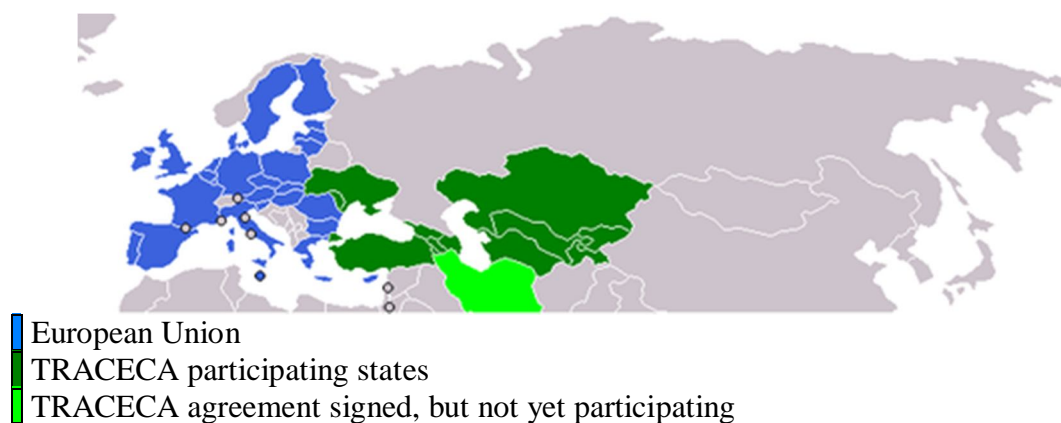 European Union
TRACECA participating states
TRACECA agreement signed, but not yet participating